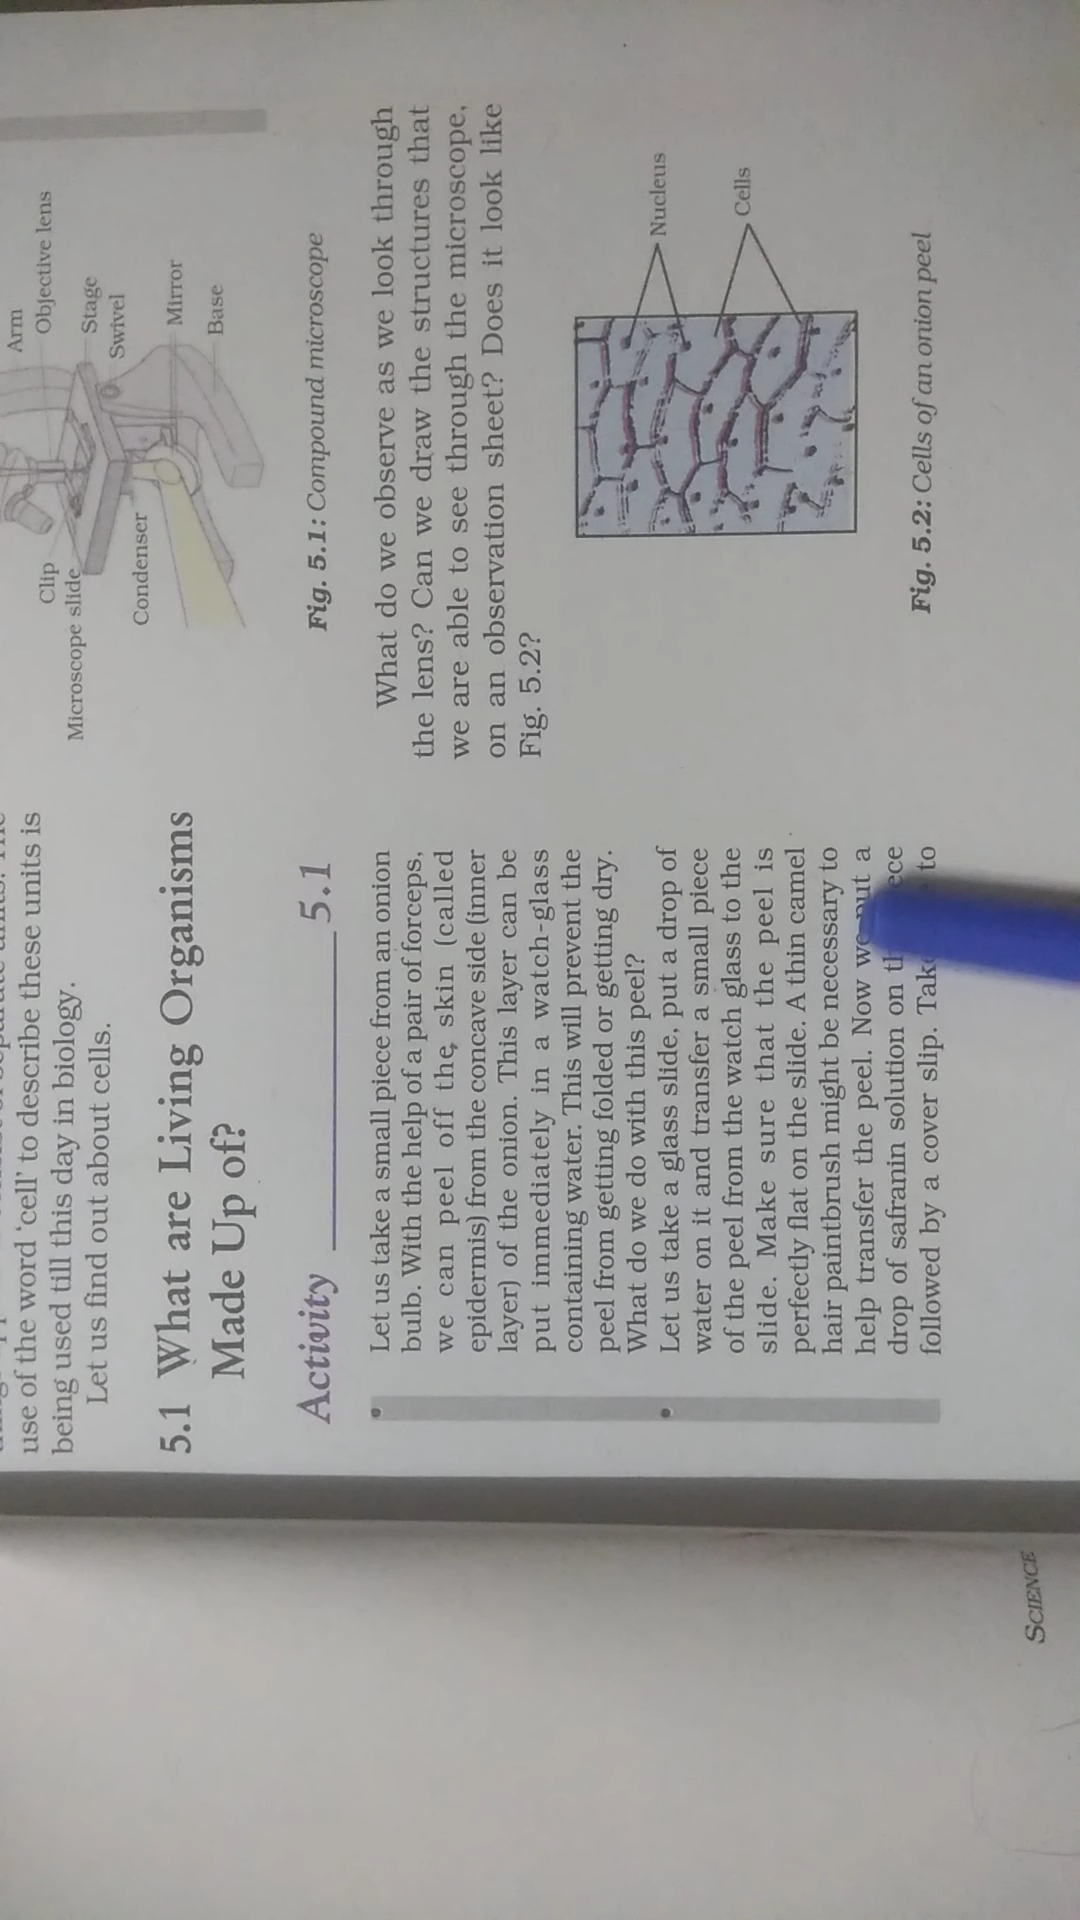 use of the word ‘cell’ to describe these units is
being used till this day in biology.
Let us find out about cells.
5.1 What are Living Organisms
Made Up of?
Activity 5.1
• Let us take a small piece from an onion
bulb. With the help of a pair of forceps,
we can peel off the skin (called
epidermis) from the concave side (inner
layer) of the onion. This layer can be
put immediately in a watch-glass
containing water. This will prevent the
peel from getting folded or getting dry.
What do we do with this peel?
• Let us take a glass slide, put a drop of
water on it and transfer a small piece
of the peel from the watch glass to the
slide. Make sure that the peel is
perfectly flat on the slide. A thin camel
hair paintbrush might be necessary to
help transfer the peel. Now we put a
drop of safranin solution on
followed by a cover slip. to
Arm
Objective lens
Stage
Swivel
Mirror
Base
Clip
Microscope slide
Condenser
Fig. 5.1: Compound microscope
What do we observe as we look through
the lens? Can we draw the structures that
we are able to see through the microscope,
on an observation sheet? Does it look like
Fig. 5.2?
Nucleus
Cells
Fig. 5.2: Cells of an onion peel
SCIENCE